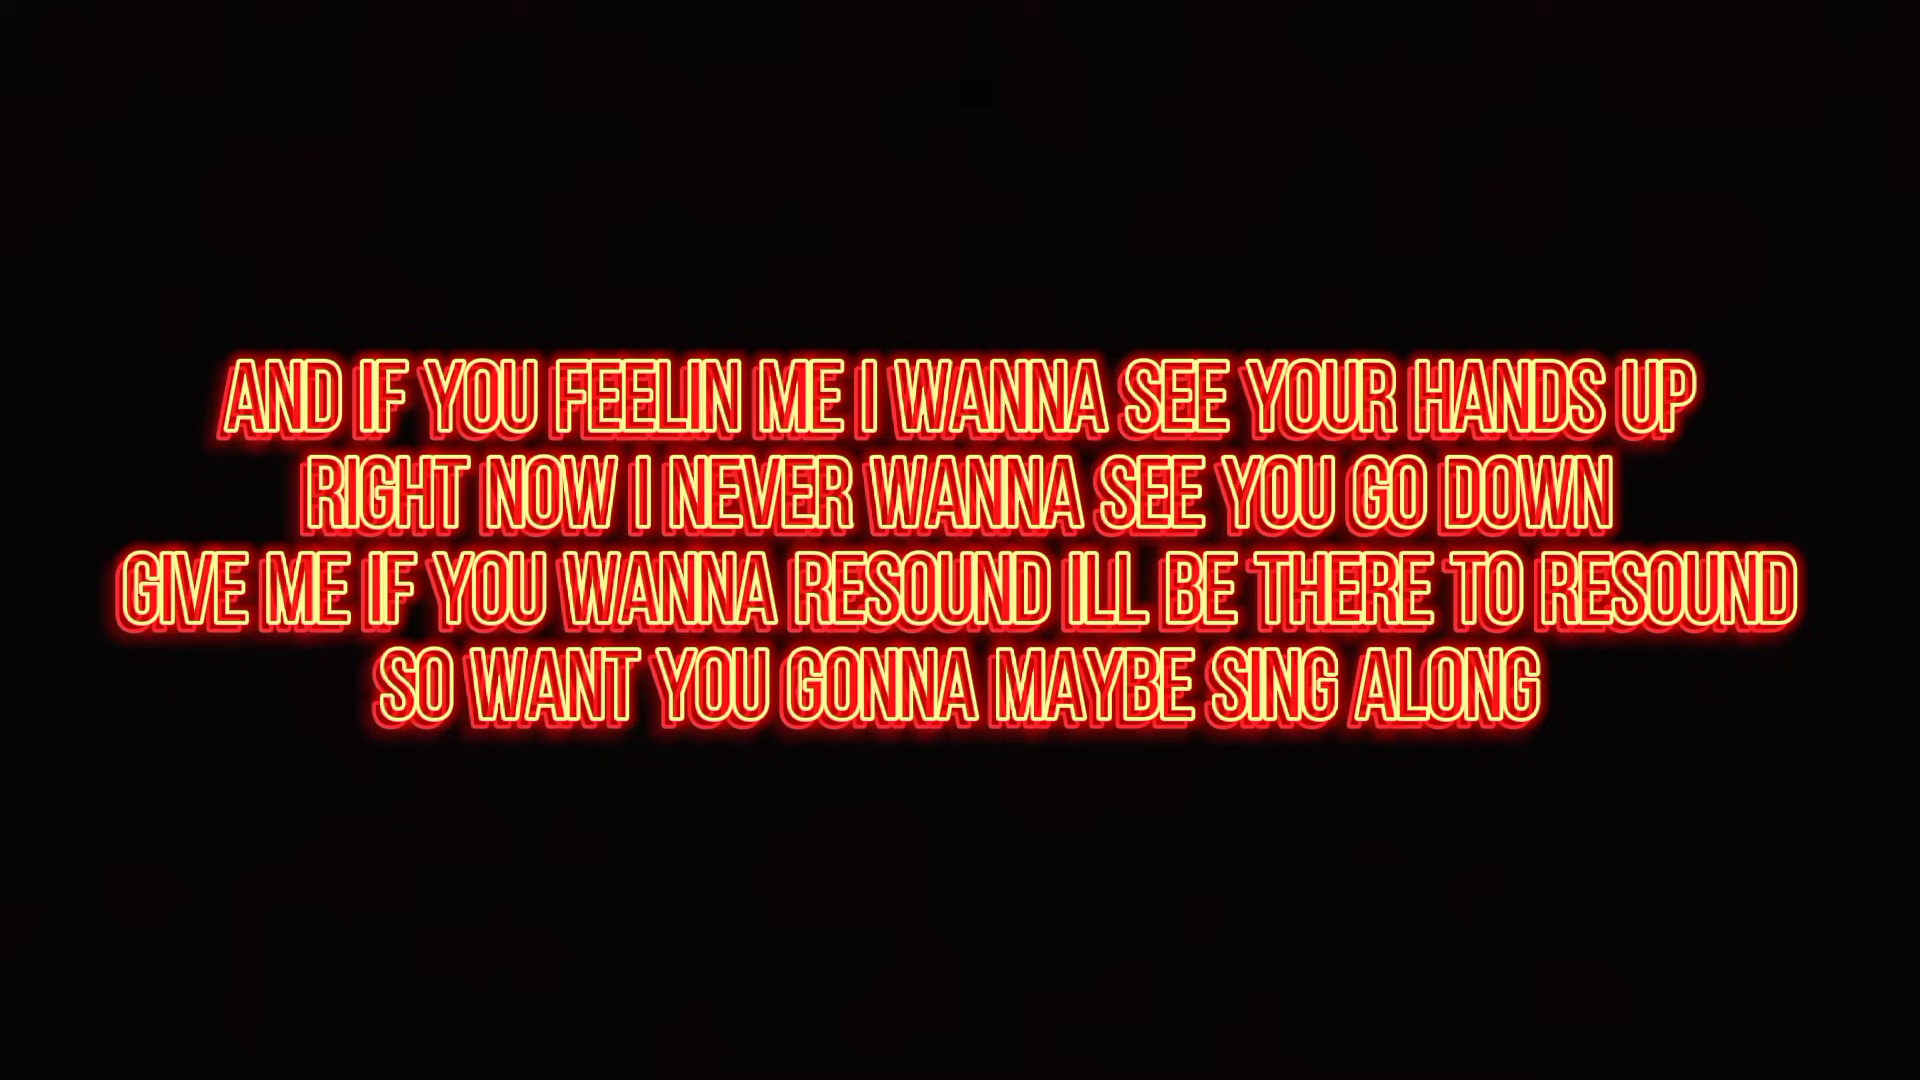 AND IF YOU FEELIN ME I WANNA SEE YOUR HANDS UP
RIGHT NOW I NEVER WANNA SEE YOU GO DOWN
GIVE ME IF YOU WANNA RESOUND ILL BE THERE TO RESOUND
SO WANT YOU GONNA MAYBE SING ALONG